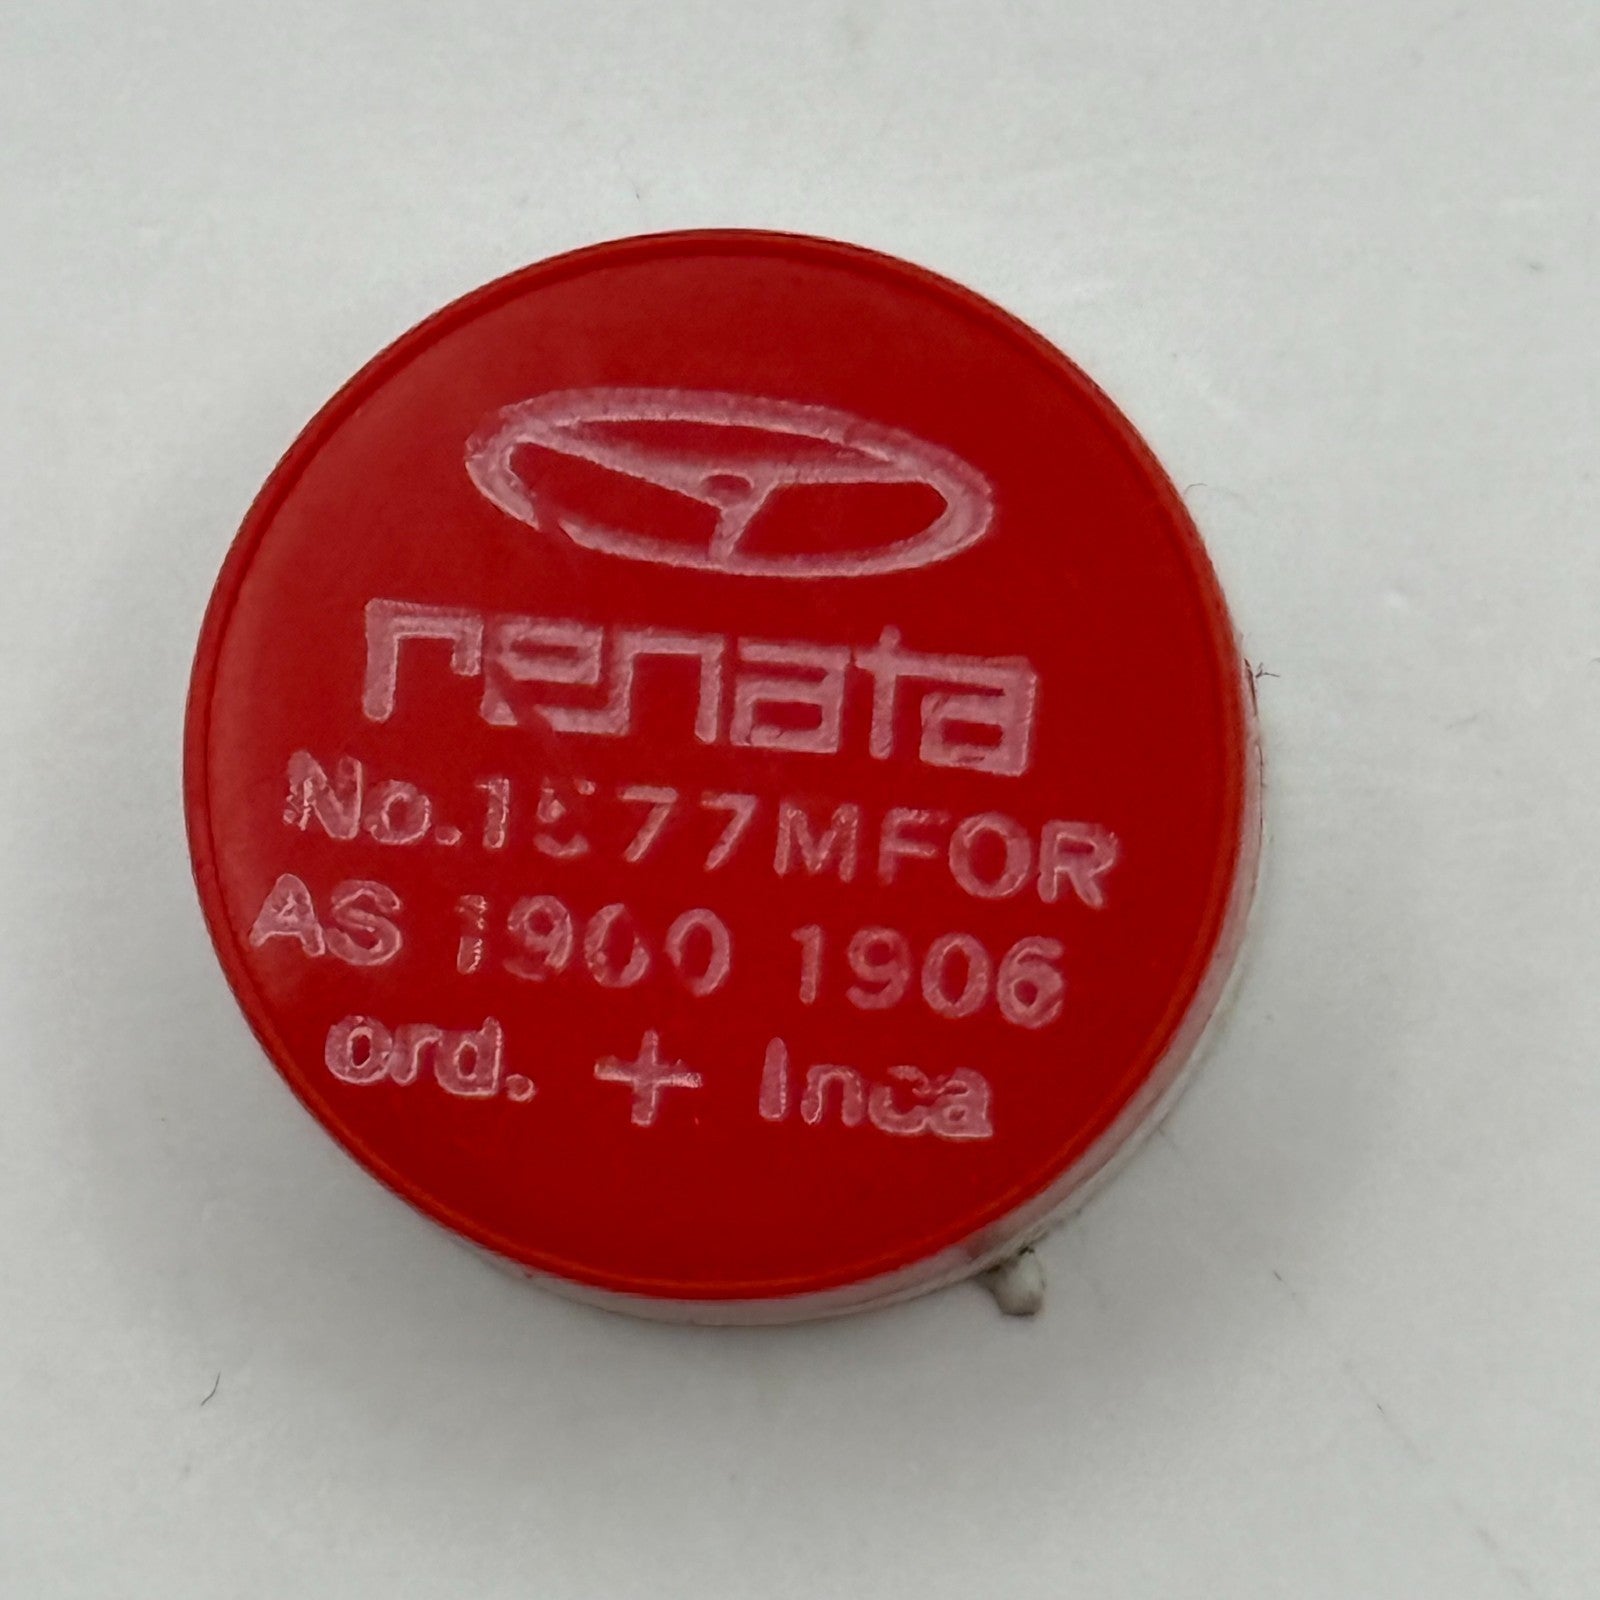 renata
No.1577MFOR
AS 1900 1906
ord. + Inca